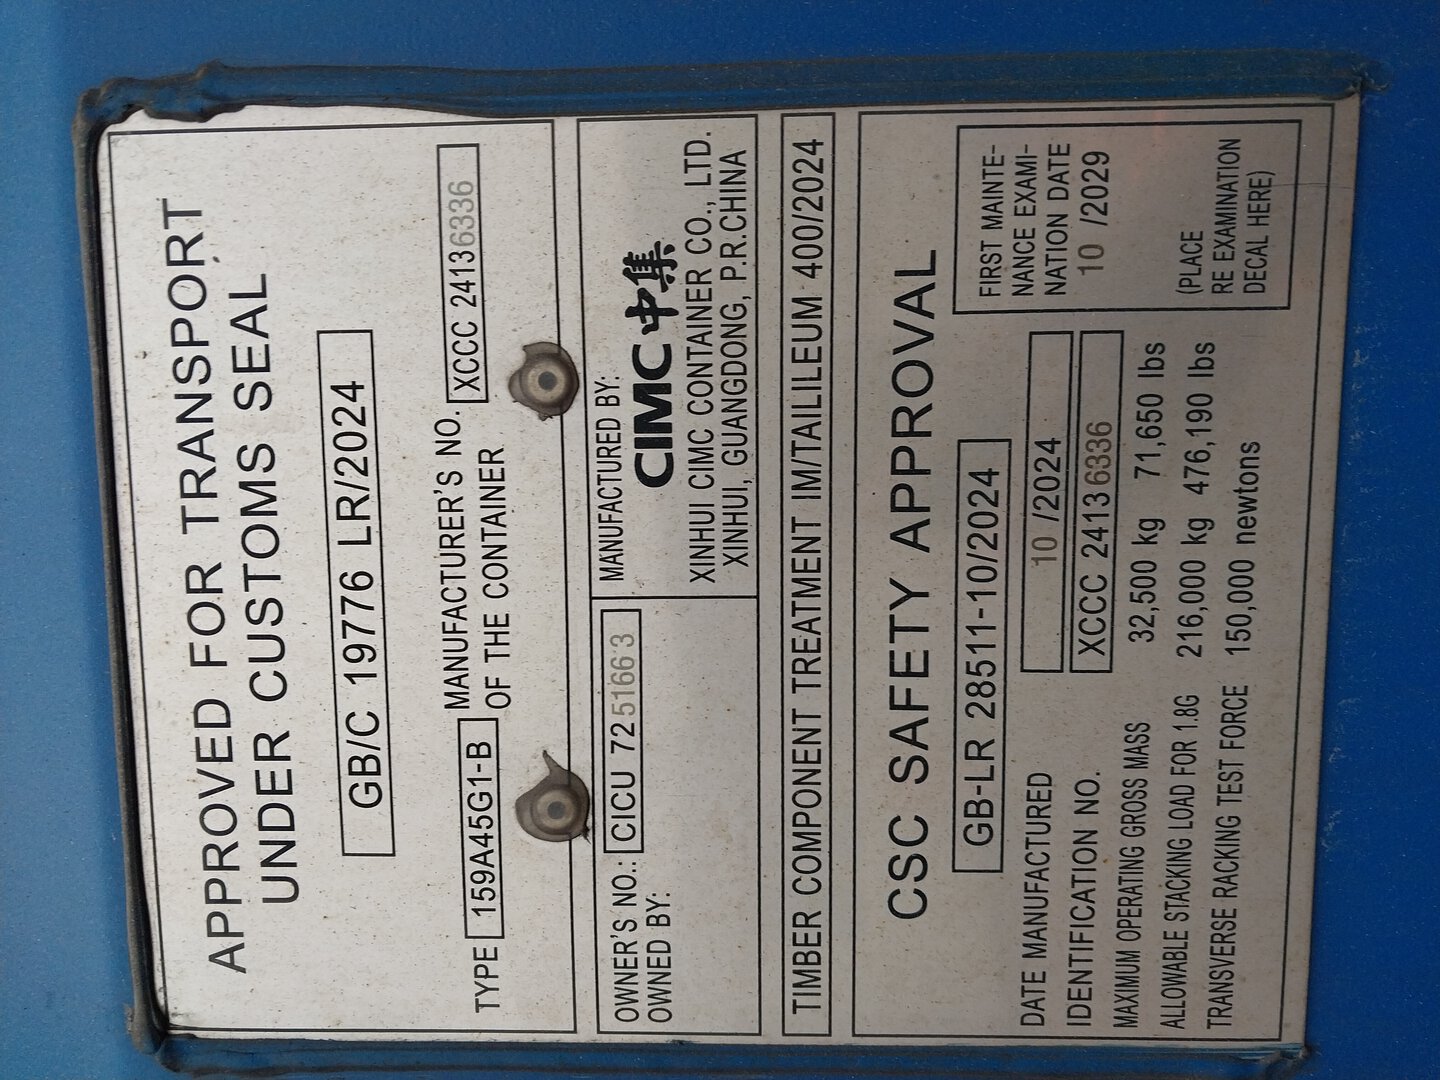 APPROVED FOR TRANSPORT
UNDER CUSTOMS SEAL
GB/C 19776 LR/2024
TYPE 159A45G1-B MANUFACTURER'S NO. XCCC 24136336
OF THE CONTAINER
OWNER'S NO.: CICU 72 5166 3
OWNED BY:
MANUFACTURED BY:
CIMC 中集
XINHUI CIMC CONTAINER CO., LTD.
XINHUI, GUANGDONG, P.R.CHINA
TIMBER COMPONENT TREATMENT IM/TAILILEUM 400/2024
CSC SAFETY APPROVAL
GB-LR 28511-10/2024
DATE MANUFACTURED 10 /2024
IDENTIFICATION NO. XCCC 2413 6336
MAXIMUM OPERATING GROSS MASS 32,500 kg 71,650 lbs
ALLOWABLE STACKING LOAD FOR 1.8G 216,000 kg 476,190 lbs
TRANSVERSE RACKING TEST FORCE 150,000 newtons
FIRST MAINTE-
NANCE EXAMI-
NATION DATE
10 /2029
(PLACE
RE EXAMINATION
DECAL HERE)